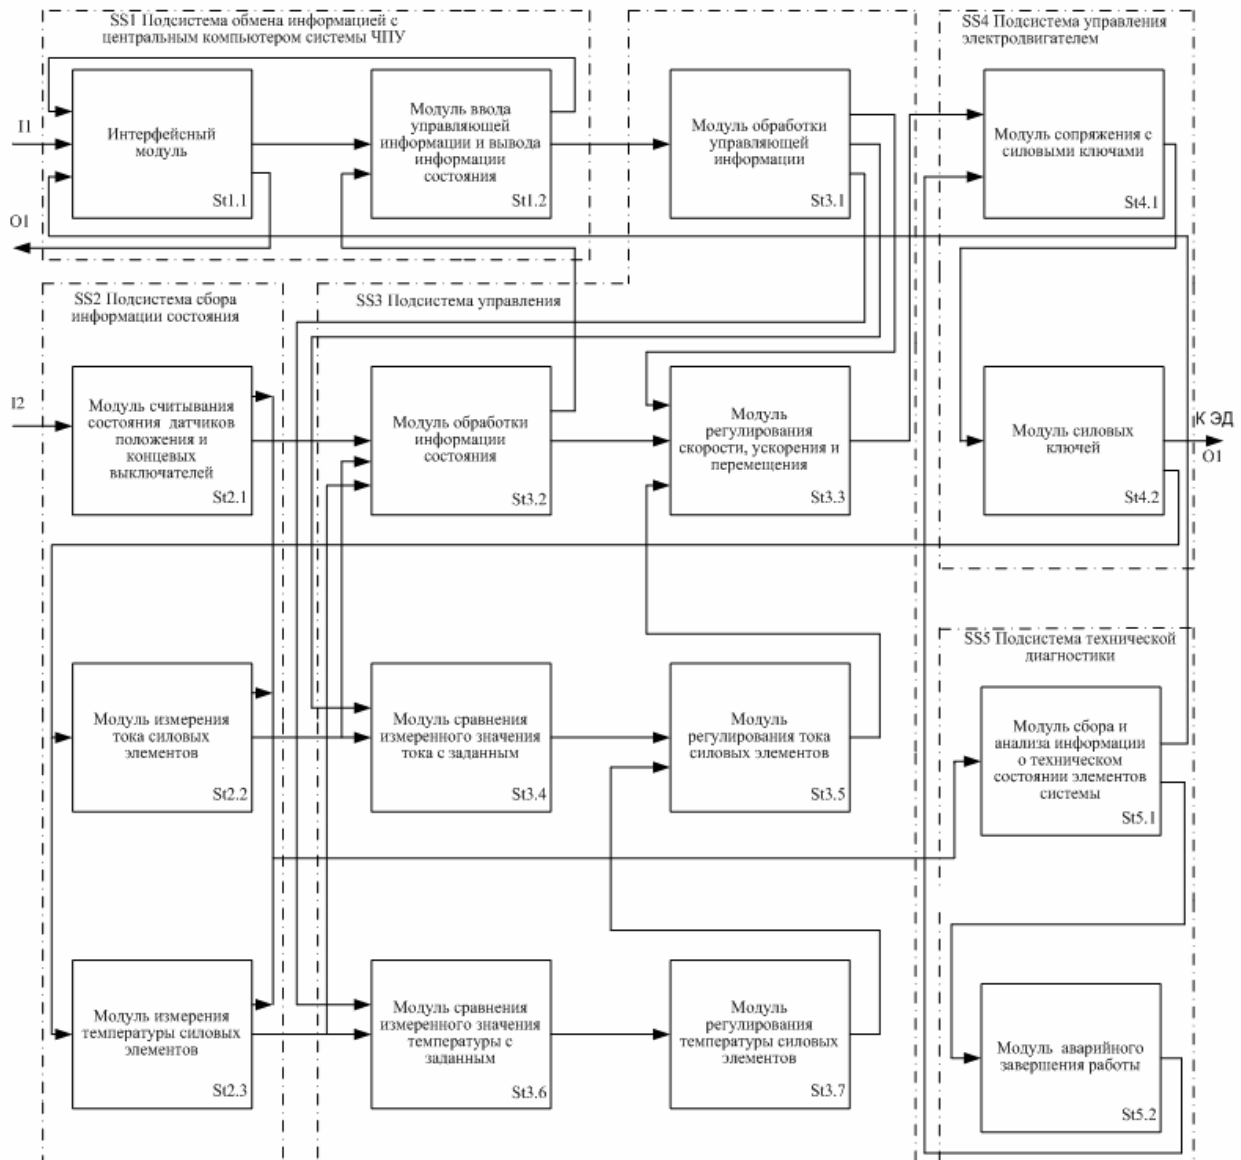 SS1 Подсистема обмена информацией с
центральным компьютером системы ЧПУ
SS4 Подсистема управления
электродвигателем
I1
Интерфейсный
модуль
St1.1
Модуль ввода
управляющей
информации и вывода
информации
состояния
St1.2
Модуль обработки
управляющей
информации
St3.1
Модуль сопряжения с
силовыми ключами
St4.1
O1
SS2 Подсистема сбора
информации состояния
SS3 Подсистема управления
I2
Модуль считывания
состояния датчиков
положения и
концевых
выключателей
St2.1
Модуль обработки
информации
состояния
St3.2
Модуль
регулирования
скорости, ускорения и
перемещения
St3.3
Модуль силовых
ключей
St4.2
К ЭД
O1
SS5 Подсистема технической
диагностики
Модуль измерения
тока силовых
элементов
St2.2
Модуль сравнения
измеренного значения
тока с заданным
St3.4
Модуль
регулирования тока
силовых элементов
St3.5
Модуль сбора и
анализа информации
о техническом
состоянии элементов
системы
St5.1
Модуль измерения
температуры силовых
элементов
St2.3
Модуль сравнения
измеренного значения
температуры с
заданным
St3.6
Модуль
регулирования
температуры силовых
элементов
St3.7
Модуль аварийного
завершения работы
St5.2